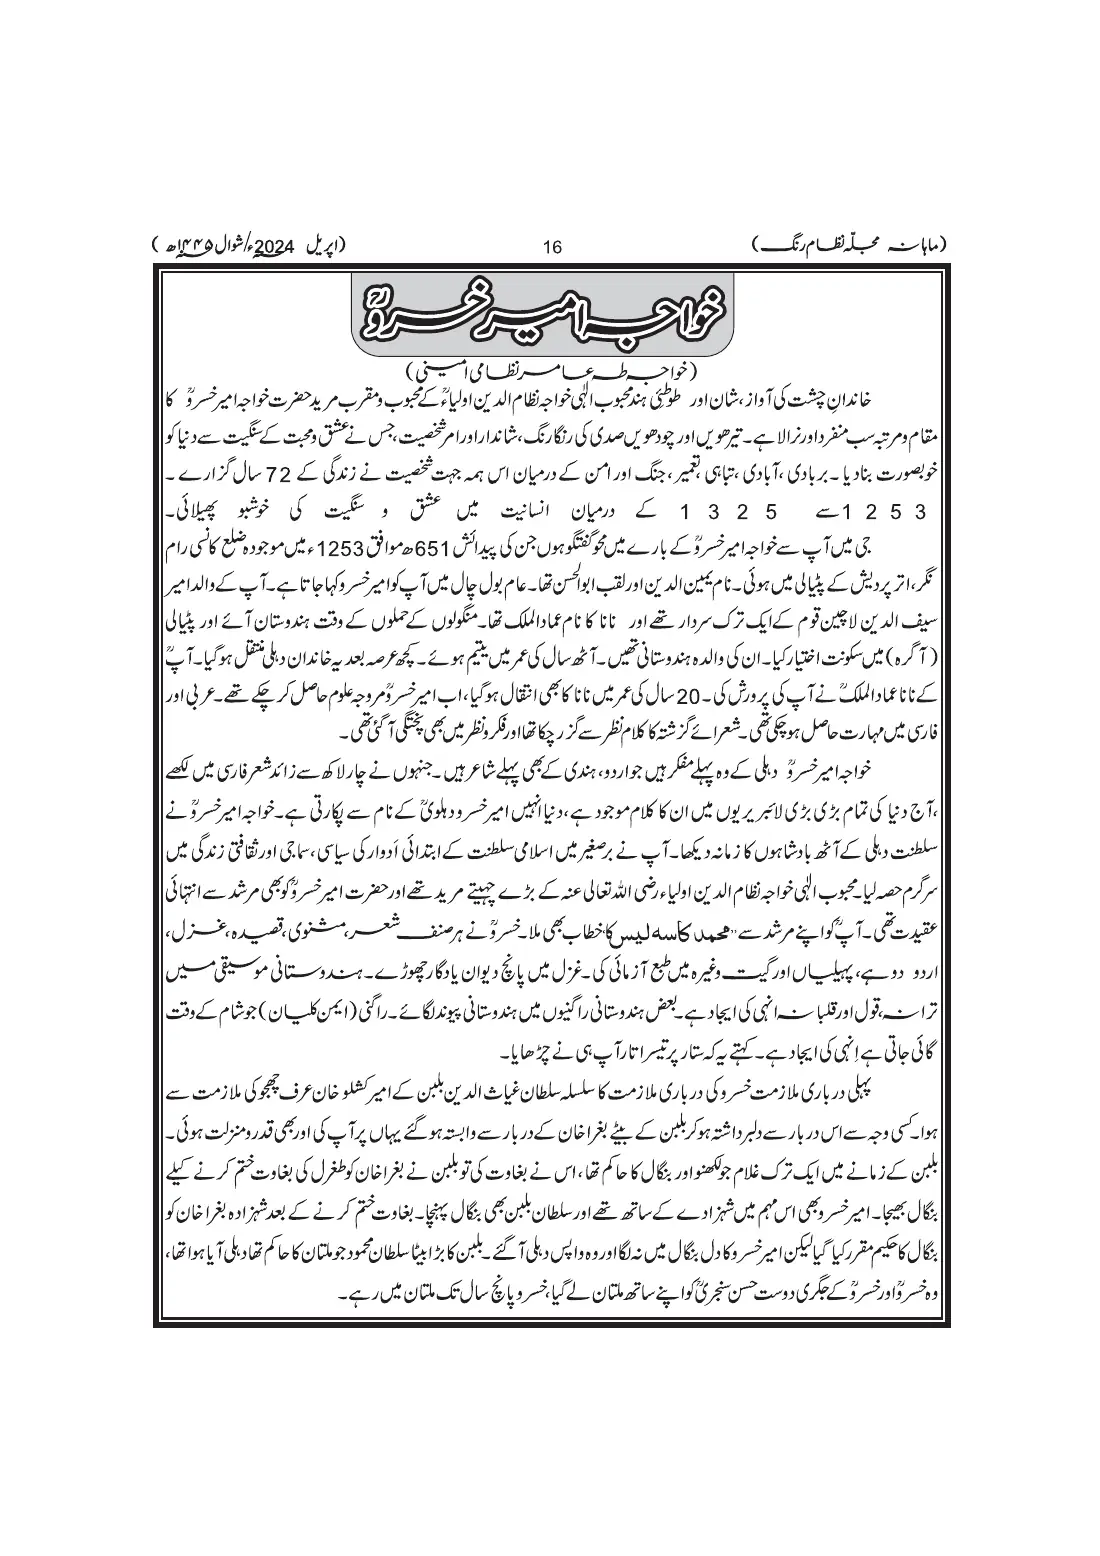 (ماہانہ مجلّہ نظام رنگ)
16
(اپریل 2024ء/شوال ۱۴۴۵ھ)
خواجہ امیر خسروؒ
(خواجہ طہ عامر نظامی امینی)
خاندانِ چشت کی آواز، شان اور طوطئِ ہند محبوب الٰہی خواجہ نظام الدین اولیاءؒ کے محبوب و مقرب مرید حضرت خواجہ امیر خسروؒ کا
مقام و مرتبہ سب منفرد اور نرالا ہے۔ تیرھویں اور چودھویں صدی کی رنگارنگ، شاندار اور امر شخصیت، جس نے عشق و محبت کے سنگیت سے دنیا کو
خوبصورت بنادیا ۔ بربادی، آبادی، تباہی، تعمیر، جنگ اور امن کے درمیان اس ہمہ جہت شخصیت نے زندگی کے 72 سال گزارے ۔
1253سے 1325 کے درمیان انسانیت میں عشق و سنگیت کی خوشبو پھیلائی۔
جی میں آپ سے خواجہ امیر خسروؒ کے بارے میں محو گفتگو ہوں جن کی پیدائش 651ھ موافق 1253ء میں موجودہ ضلع کانسی رام
نگر، اتر پردیش کے پٹیالی میں ہوئی۔ نام یمین الدین اور لقب ابوالحسن تھا۔ عام بول چال میں آپ کو امیر خسرو کہا جاتا ہے۔ آپ کے والد امیر
سیف الدین لاچین قوم کے ایک ترک سردار تھے اور نانا کا نام عماد الملک تھا۔ منگولوں کے حملوں کے وقت ہندوستان آئے اور پٹیالی
(آگرہ) میں سکونت اختیار کیا۔ ان کی والدہ ہندوستانی تھیں۔ آٹھ سال کی عمر میں یتیم ہوئے۔ کچھ عرصہ بعد یہ خاندان دہلی منتقل ہوگیا۔ آپؒ
کے نانا عماد الملکؒ نے آپ کی پرورش کی۔ 20 سال کی عمر میں نانا کا بھی انتقال ہوگیا، اب امیر خسروؒ مروجہ علوم حاصل کرچکے تھے۔ عربی اور
فارسی میں مہارت حاصل ہوچکی تھی۔ شعرائے گزشتہ کا کلام نظر سے گزر چکا تھا اور فکر و نظر میں بھی پختگی آگئی تھی۔
خواجہ امیر خسروؒ دہلی کے وہ پہلے مفکر ہیں جو اردو، ہندی کے بھی پہلے شاعر ہیں۔ جنہوں نے چار لاکھ سے زائد شعر فارسی میں لکھے
،آج دنیا کی تمام بڑی بڑی لائبریریوں میں ان کا کلام موجود ہے، دنیا انہیں امیر خسرو دہلویؒ کے نام سے پکارتی ہے۔ خواجہ امیر خسروؒ نے
سلطنت دہلی کے آٹھ بادشاہوں کا زمانہ دیکھا۔ آپ نے برصغیر میں اسلامی سلطنت کے ابتدائی اَدوار کی سیاسی، سماجی اور ثقافتی زندگی میں
سرگرم حصہ لیا۔ محبوب الٰہی خواجہ نظام الدین اولیاء رضی اللہ تعالی عنہ کے بڑے چہیتے مرید تھے اور حضرت امیر خسروؒ کو بھی مرشد سے انتہائی
عقیدت تھی۔ آپؒ کو اپنے مرشد سے ”محمد کاسہ لیس“ کا خطاب بھی ملا۔ خسروؒ نے ہر صنف شعر، مثنوی، قصیدہ، غزل،
اردو دوہے، پہیلیاں اور گیت وغیرہ میں طبع آزمائی کی۔ غزل میں پانچ دیوان یادگار چھوڑے۔ ہندوستانی موسیقی میں
ترانہ، قول اور قلبانہ انہی کی ایجاد ہے۔ بعض ہندوستانی راگنیوں میں ہندوستانی پیوند لگائے۔ راگنی (ایمن کلیان) جو شام کے وقت
گائی جاتی ہے اِنہی کی ایجاد ہے۔ کہتے یہ کہ ستار پر تیسرا تار آپ ہی نے چڑھایا۔
پہلی درباری ملازمت خسرو کی درباری ملازمت کا سلسلہ سلطان غیاث الدین بلبن کے امیر کشلو خان عرف چھجو کی ملازمت سے
ہوا۔ کسی وجہ سے اس دربار سے دلبرداشتہ ہوکر بلبن کے بیٹے بغرا خان کے دربار سے وابستہ ہوگئے یہاں پر آپ کی اور بھی قدر و منزلت ہوئی۔
بلبن کے زمانے میں ایک ترک غلام جو لکھنو اور بنگال کا حاکم تھا، اس نے بغاوت کی تو بلبن نے بغرا خان کو طغرل کی بغاوت ختم کرنے کیلے
بنگال بھیجا۔ امیر خسرو بھی اس مہم میں شہزادے کے ساتھ تھے اور سلطان بلبن بھی بنگال پہنچا۔ بغاوت ختم کرنے کے بعد شہزادہ بغرا خان کو
بنگال کا حکیم مقرر کیا گیا لیکن امیر خسرو کا دل بنگال میں نہ لگا اور وہ واپس دہلی آگئے۔ بلبن کا بڑا بیٹا سلطان محمود جو ملتان کا حاکم تھا دہلی آیا ہوا تھا،
وہ خسروؒ اور خسروؒ کے جگری دوست حسن سنجریؒ کو اپنے ساتھ ملتان لے گیا، خسرو پانچ سال تک ملتان میں رہے۔